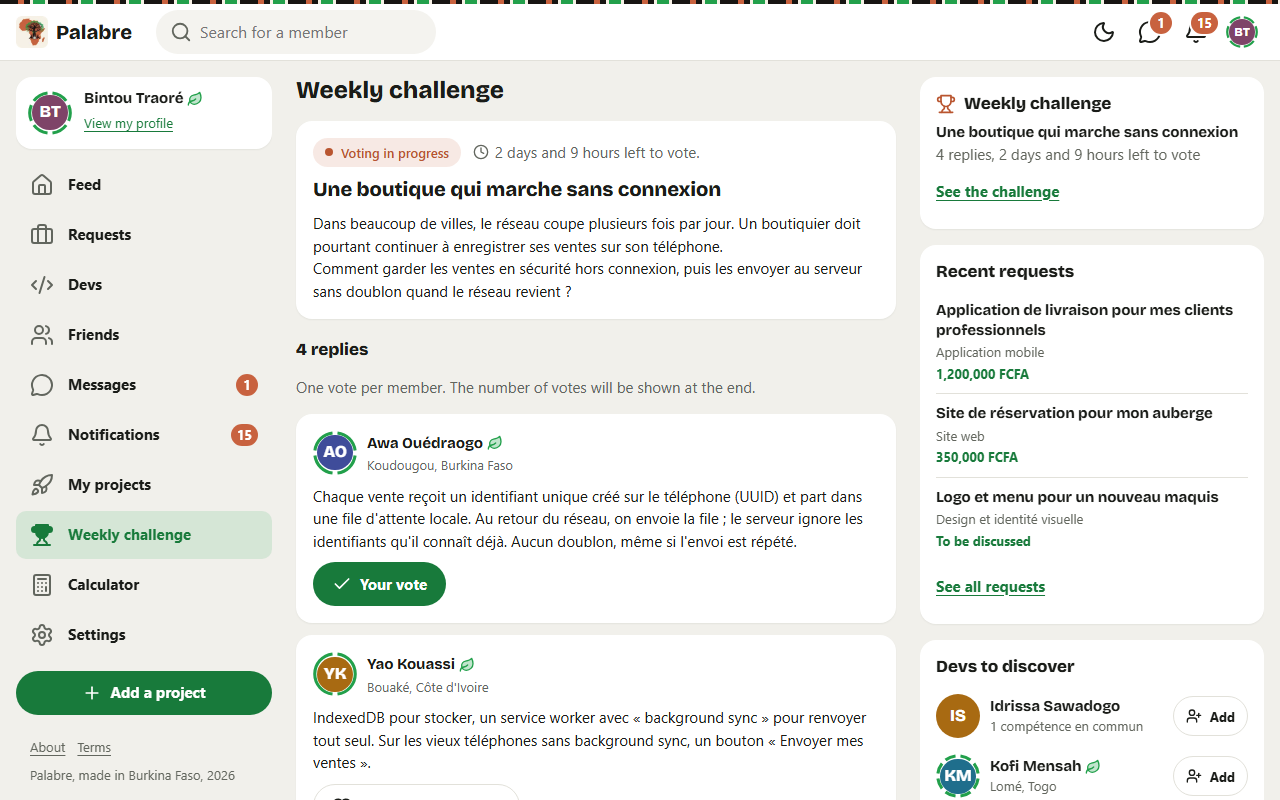 Palabre
Search for a member
1
15
BT
BT
Bintou Traoré
View my profile
Feed
Requests
Devs
Friends
Messages
1
Notifications
15
My projects
Weekly challenge
Calculator
Settings
Add a project
About
Terms
Palabre, made in Burkina Faso, 2026
Weekly challenge
Voting in progress
2 days and 9 hours left to vote.
Une boutique qui marche sans connexion
Dans beaucoup de villes, le réseau coupe plusieurs fois par jour. Un boutiquier doit
pourtant continuer à enregistrer ses ventes sur son téléphone.
Comment garder les ventes en sécurité hors connexion, puis les envoyer au serveur
sans doublon quand le réseau revient ?
4 replies
One vote per member. The number of votes will be shown at the end.
AO
Awa Ouédraogo
Koudougou, Burkina Faso
Chaque vente reçoit un identifiant unique créé sur le téléphone (UUID) et part dans
une file d'attente locale. Au retour du réseau, on envoie la file ; le serveur ignore les
identifiants qu'il connaît déjà. Aucun doublon, même si l'envoi est répété.
Your vote
YK
Yao Kouassi
Bouaké, Côte d'Ivoire
IndexedDB pour stocker, un service worker avec « background sync » pour renvoyer
tout seul. Sur les vieux téléphones sans background sync, un bouton « Envoyer mes
ventes ».
Weekly challenge
Une boutique qui marche sans connexion
4 replies, 2 days and 9 hours left to vote
See the challenge
Recent requests
Application de livraison pour mes clients
professionnels
Application mobile
1,200,000 FCFA
Site de réservation pour mon auberge
Site web
350,000 FCFA
Logo et menu pour un nouveau maquis
Design et identité visuelle
To be discussed
See all requests
Devs to discover
IS
Idrissa Sawadogo
1 compétence en commun
Add
KM
Kofi Mensah
Lomé, Togo
Add